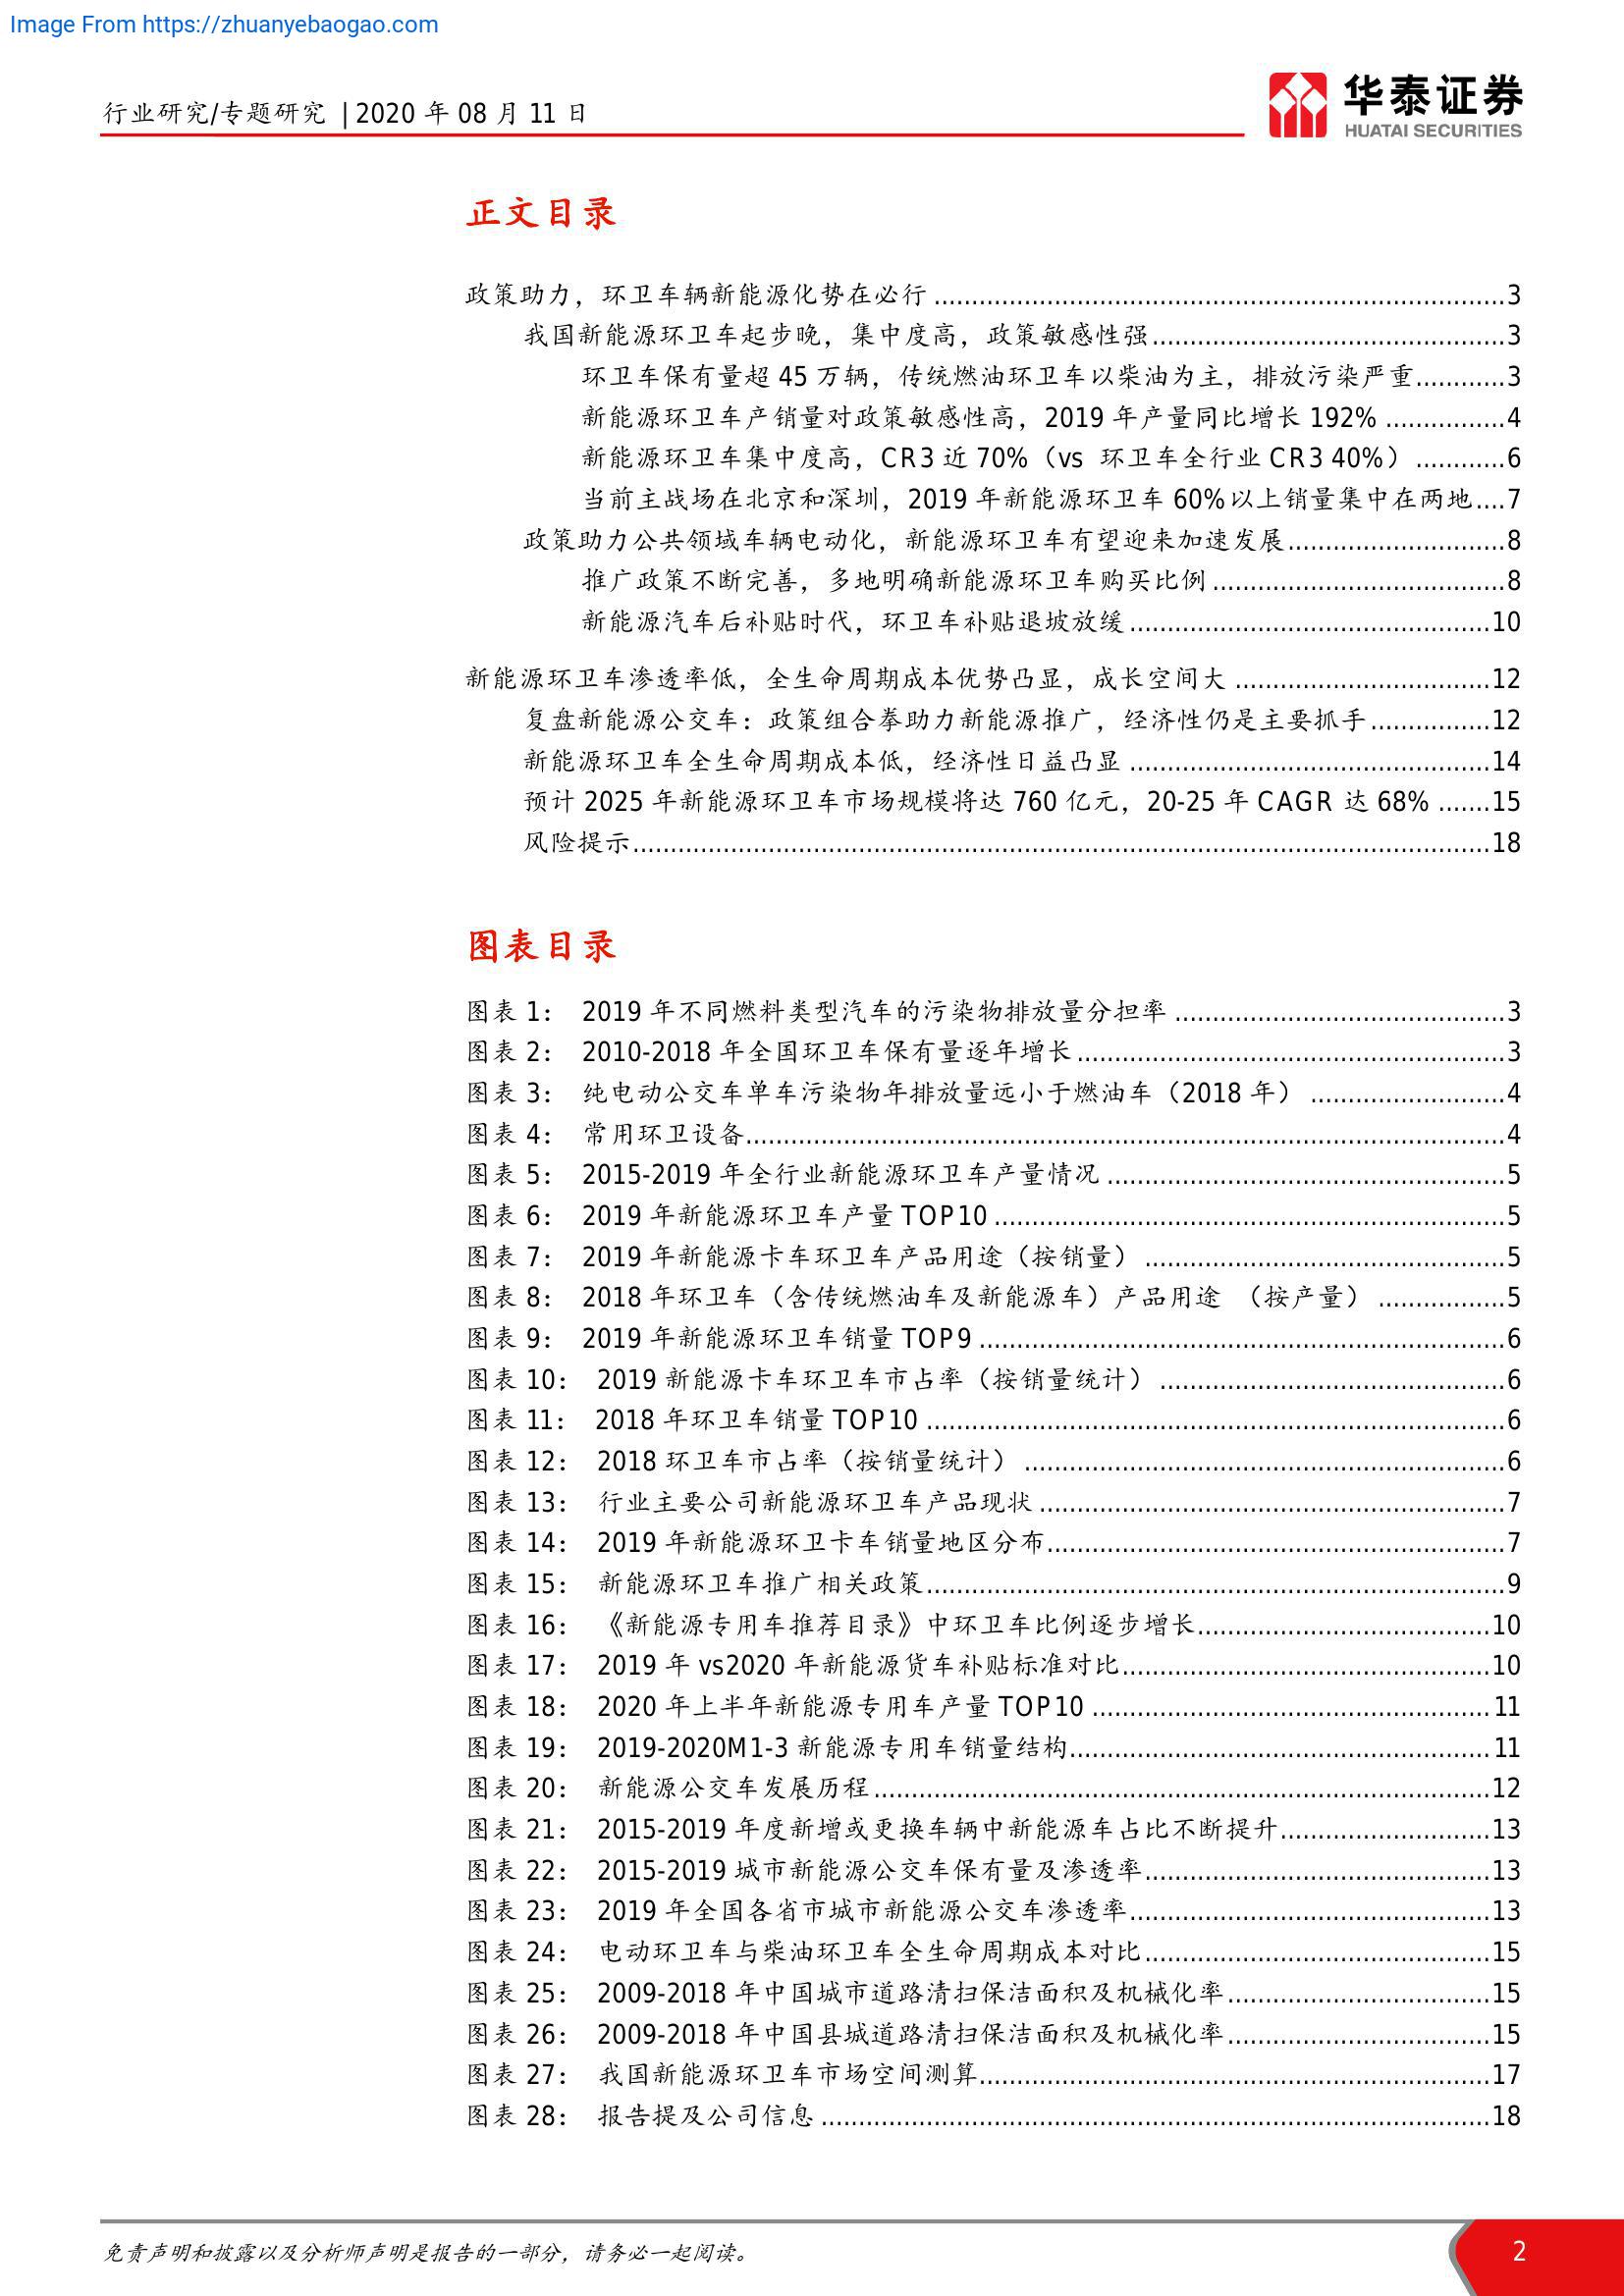 Image From https://zhuanyebaogao.com
行业研究/专题研究 | 2020 年 08 月 11 日
华泰证券
HUATAI SECURITIES
正文目录
政策助力，环卫车辆新能源化势在必行 ............................................................................3
我国新能源环卫车起步晚，集中度高，政策敏感性强...............................................3
环卫车保有量超 45 万辆，传统燃油环卫车以柴油为主，排放污染严重............3
新能源环卫车产销量对政策敏感性高，2019 年产量同比增长 192% ................4
新能源环卫车集中度高，CR3 近 70%（vs 环卫车全行业 CR3 40%）............6
当前主战场在北京和深圳，2019 年新能源环卫车 60%以上销量集中在两地....7
政策助力公共领域车辆电动化，新能源环卫车有望迎来加速发展.............................8
推广政策不断完善，多地明确新能源环卫车购买比例.......................................8
新能源汽车后补贴时代，环卫车补贴退坡放缓................................................10
新能源环卫车渗透率低，全生命周期成本优势凸显，成长空间大 ..................................12
复盘新能源公交车：政策组合拳助力新能源推广，经济性仍是主要抓手................12
新能源环卫车全生命周期成本低，经济性日益凸显 ................................................14
预计 2025 年新能源环卫车市场规模将达 760 亿元，20-25 年 CAGR 达 68% .......15
风险提示..................................................................................................................18
图表目录
图表 1： 2019 年不同燃料类型汽车的污染物排放量分担率 ............................................3
图表 2： 2010-2018 年全国环卫车保有量逐年增长.........................................................3
图表 3： 纯电动公交车单车污染物年排放量远小于燃油车（2018 年） ..........................4
图表 4： 常用环卫设备.....................................................................................................4
图表 5： 2015-2019 年全行业新能源环卫车产量情况 .....................................................5
图表 6： 2019 年新能源环卫车产量 TOP10 ....................................................................5
图表 7： 2019 年新能源卡车环卫车产品用途（按销量） ................................................5
图表 8： 2018 年环卫车（含传统燃油车及新能源车）产品用途 （按产量） .................5
图表 9： 2019 年新能源环卫车销量 TOP9 ......................................................................6
图表 10： 2019 新能源卡车环卫车市占率（按销量统计） ..............................................6
图表 11： 2018 年环卫车销量 TOP10 .............................................................................6
图表 12： 2018 环卫车市占率（按销量统计） ................................................................6
图表 13： 行业主要公司新能源环卫车产品现状 ..............................................................7
图表 14： 2019 年新能源环卫卡车销量地区分布.............................................................7
图表 15： 新能源环卫车推广相关政策.............................................................................9
图表 16： 《新能源专用车推荐目录》中环卫车比例逐步增长.......................................10
图表 17： 2019 年 vs2020 年新能源货车补贴标准对比.................................................10
图表 18： 2020 年上半年新能源专用车产量 TOP10 .....................................................11
图表 19： 2019-2020M1-3 新能源专用车销量结构........................................................11
图表 20： 新能源公交车发展历程..................................................................................12
图表 21： 2015-2019 年度新增或更换车辆中新能源车占比不断提升............................13
图表 22： 2015-2019 城市新能源公交车保有量及渗透率..............................................13
图表 23： 2019 年全国各省市城市新能源公交车渗透率................................................13
图表 24： 电动环卫车与柴油环卫车全生命周期成本对比..............................................15
图表 25： 2009-2018 年中国城市道路清扫保洁面积及机械化率...................................15
图表 26： 2009-2018 年中国县城道路清扫保洁面积及机械化率...................................15
图表 27： 我国新能源环卫车市场空间测算....................................................................17
图表 28： 报告提及公司信息 .........................................................................................18
免责声明和披露以及分析师声明是报告的一部分，请务必一起阅读。
2